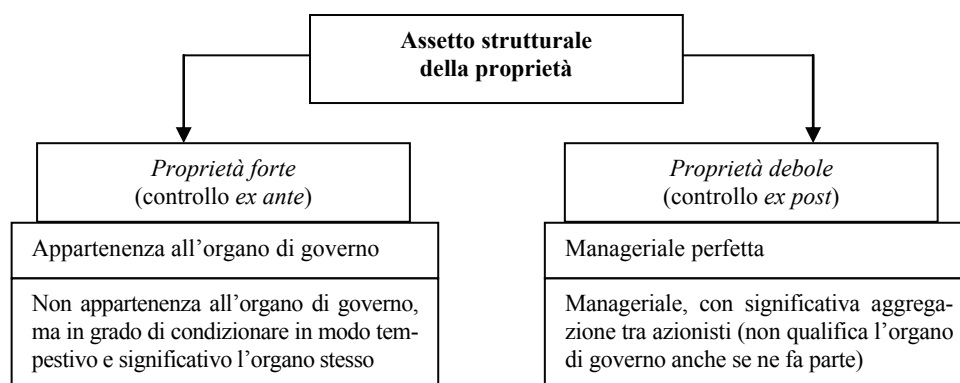 Assetto strutturale
della proprietà
Proprietà forte
(controllo ex ante)
Appartenenza all’organo di governo
Non appartenenza all’organo di governo,
ma in grado di condizionare in modo tem-
pestivo e significativo l’organo stesso
Proprietà debole
(controllo ex post)
Manageriale perfetta
Manageriale, con significativa aggrega-
zione tra azionisti (non qualifica l’organo
di governo anche se ne fa parte)